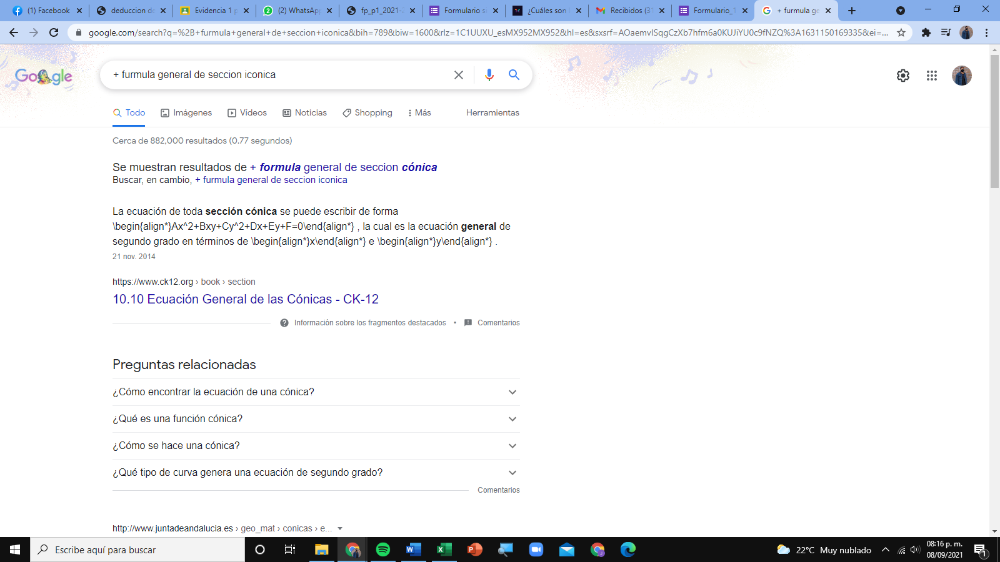 (1) Facebook
deduccion de
Evidencia 1 p
(2) WhatsApp
fp_p1_2021-2
Formulario si
¿Cuáles son l
Recibidos (31
Formulario_1
+ furmula ge
google.com/search?q=%2B+furmula+general+de+seccion+iconica&bih=789&biw=1600&rlz=1C1UUXU_esMX952MX952&hl=es&sxsrf=AOaemvISqgCzXb7hfm6a0KUJiYU0c9fNZQ%3A1631150169335&ei=...
Google
+ furmula general de seccion iconica
Todo
Imágenes
Vídeos
Noticias
Shopping
Más
Herramientas
Cerca de 882,000 resultados (0.77 segundos)
Se muestran resultados de + formula general de seccion cónica
Buscar, en cambio, + furmula general de seccion iconica
La ecuación de toda sección cónica se puede escribir de forma
\begin{align*}Ax^2+Bxy+Cy^2+Dx+Ey+F=0\end{align*} , la cual es la ecuación general de
segundo grado en términos de \begin{align*}x\end{align*} e \begin{align*}y\end{align*} .
21 nov. 2014
https://www.ck12.org › book › section
10.10 Ecuación General de las Cónicas - CK-12
Información sobre los fragmentos destacados • Comentarios
Preguntas relacionadas
¿Cómo encontrar la ecuación de una cónica?
¿Qué es una función cónica?
¿Cómo se hace una cónica?
¿Qué tipo de curva genera una ecuación de segundo grado?
Comentarios
http://www.juntadeandalucia.es › geo_mat › conicas › e...
Escribe aquí para buscar
22°C Muy nublado
08:16 p. m.
08/09/2021
1